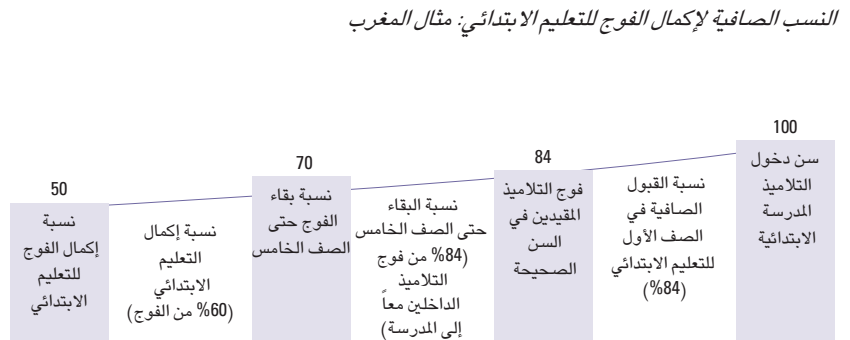 النسب الصافية لإكمال الفوج للتعليم الابتدائي: مثال المغرب
100
سن دخول
التلاميذ
المدرسة
الابتدائية
نسبة القبول
الصافية في
الصف الأول
للتعليم الابتدائي
(84%)
84
فوج التلاميذ
المقيدين في
السن
الصحيحة
نسبة البقاء
حتى الصف الخامس
(84% من فوج
التلاميذ
الداخلين معاً
إلى المدرسة)
70
نسبة بقاء
الفوج حتى
الصف الخامس
نسبة إكمال
التعليم
الابتدائي
(60% من الفوج)
50
نسبة
إكمال الفوج
للتعليم
الابتدائي